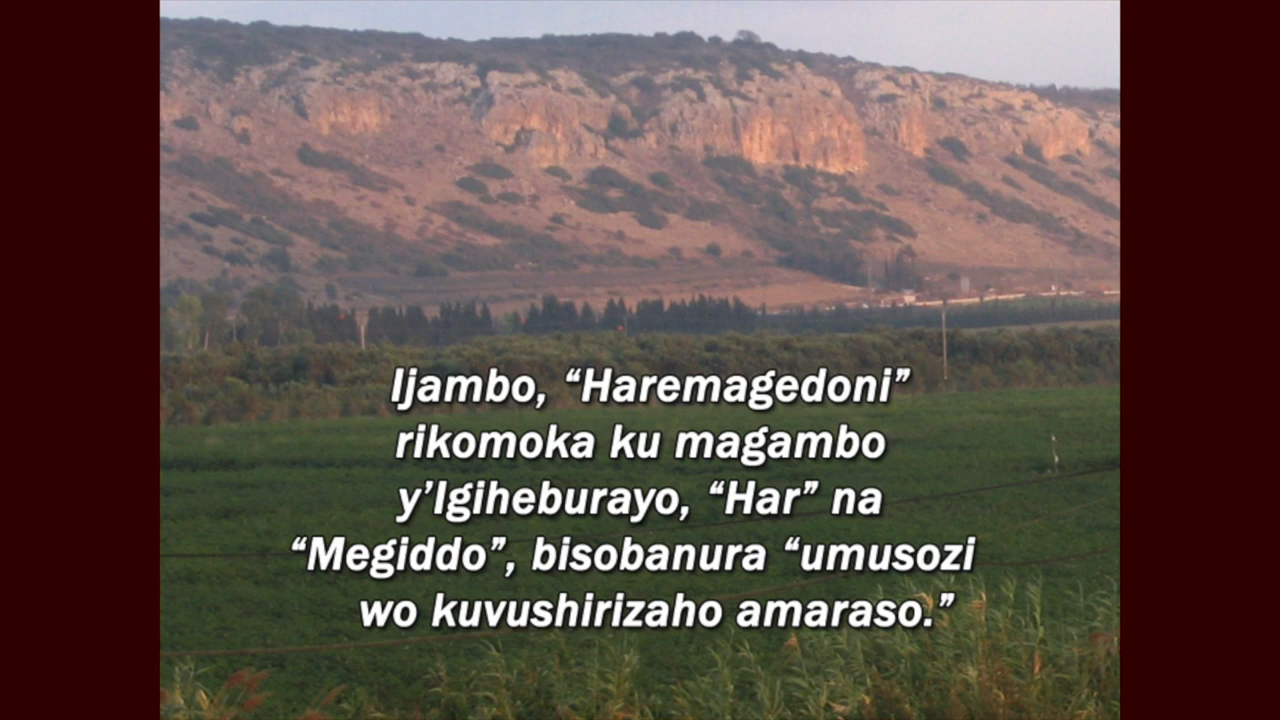 Ijambo, “Haremagedoni”
rikomoka ku magambo
y’Igiheburayo, “Har” na
“Megiddo”, bisobanura “umusozi
wo kuvushirizaho amaraso.”